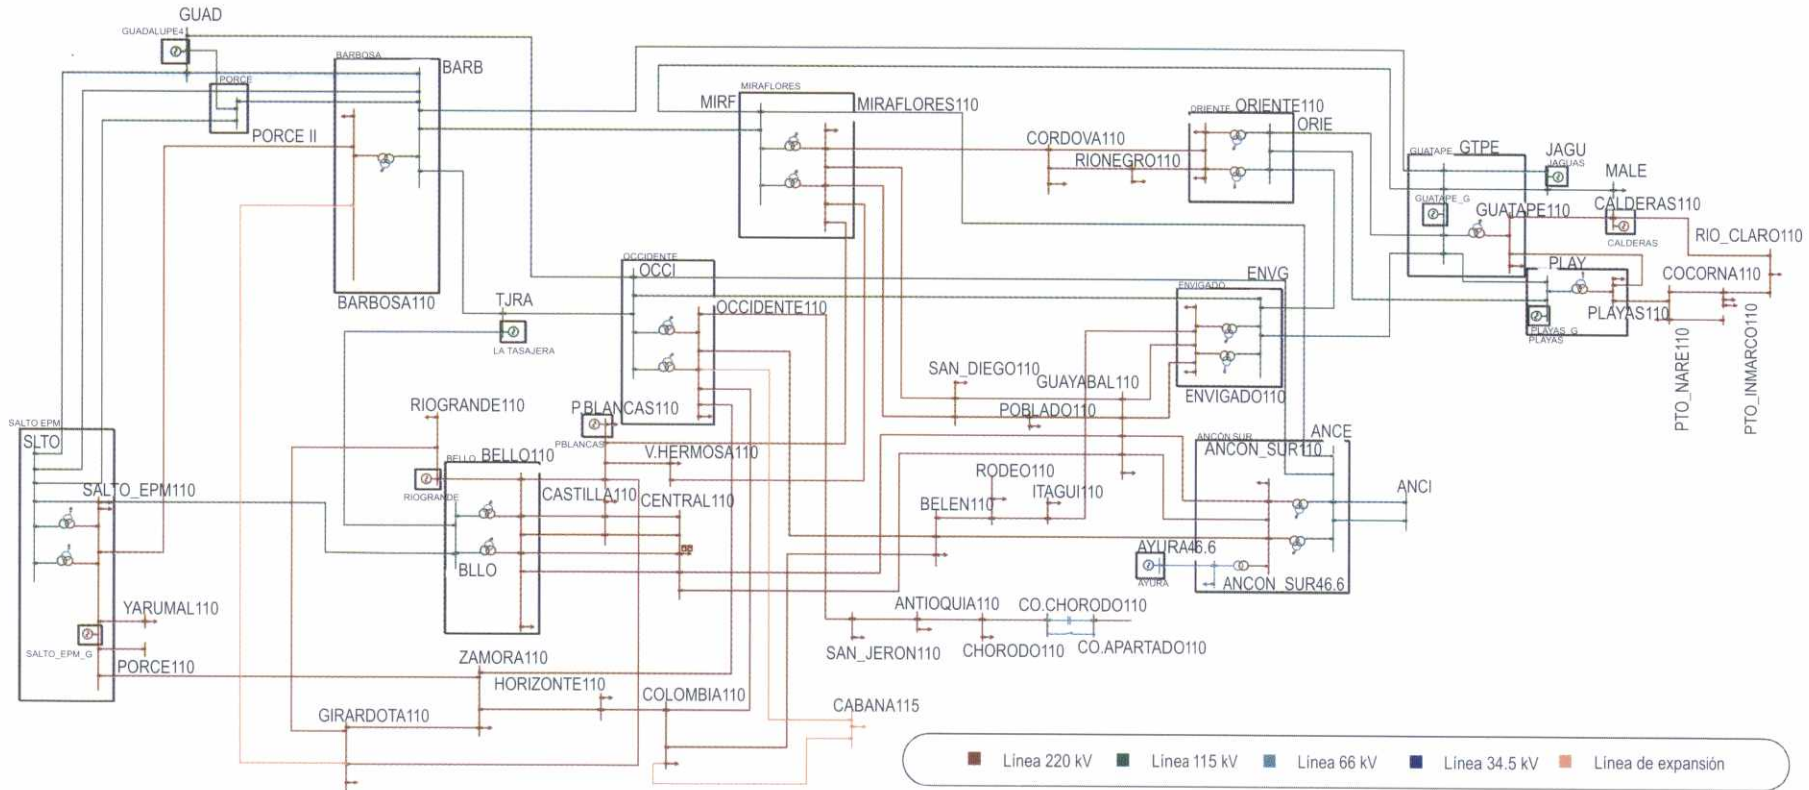 GUAD
GUADALUPE4
PORCE
PORCE II
BARBOSA
BARB
BARBOSA110
MIRAFLORES
MIRF
MIRAFLORES110
CORDOVA110
RIONEGRO110
ORIENTE
ORIENTE110
ORIE
GUATAPE
GTPE
JAGU
JAGUAS
MALE
GUATAPE_G
GUATAPE110
CALDERAS110
CALDERAS
RIO_CLARO110
COCORNA110
PLAY
PLAYAS110
PLAYAS_G
PLAYAS
PTO_NARE110
PTO_INMARCO110
OCCIDENTE
OCCI
OCCIDENTE110
TJRA
LA TASAJERA
ENVG
ENVIGADO
ENVIGADO110
SAN_DIEGO110
GUAYABAL110
POBLADO110
RIOGRANDE110
RIOGRANDE
P.BLANCAS110
PBLANCAS
V.HERMOSA110
SALTO EPM
SLTO
SALTO_EPM110
BELLO
BELLO110
BLLO
CASTILLA110
CENTRAL110
RODEO110
ITAGUI110
BELEN110
ANCON SUR
ANCE
ANCON_SUR110
ANCI
AYURA46.6
AYURA
ANCON_SUR46.6
YARUMAL110
SALTO_EPM_G
PORCE110
ANTIOQUIA110
CO.CHORODO110
SAN_JERON110
CHORODO110
CO.APARTADO110
ZAMORA110
HORIZONTE110
COLOMBIA110
GIRARDOTA110
CABANA115
Línea 220 kV
Línea 115 kV
Línea 66 kV
Línea 34.5 kV
Línea de expansión